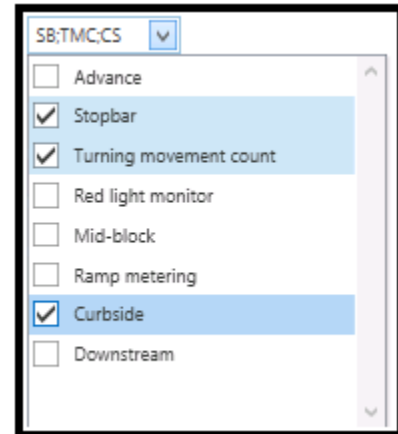 SB;TMC;CS
Advance
Stopbar
Turning movement count
Red light monitor
Mid-block
Ramp metering
Curbside
Downstream